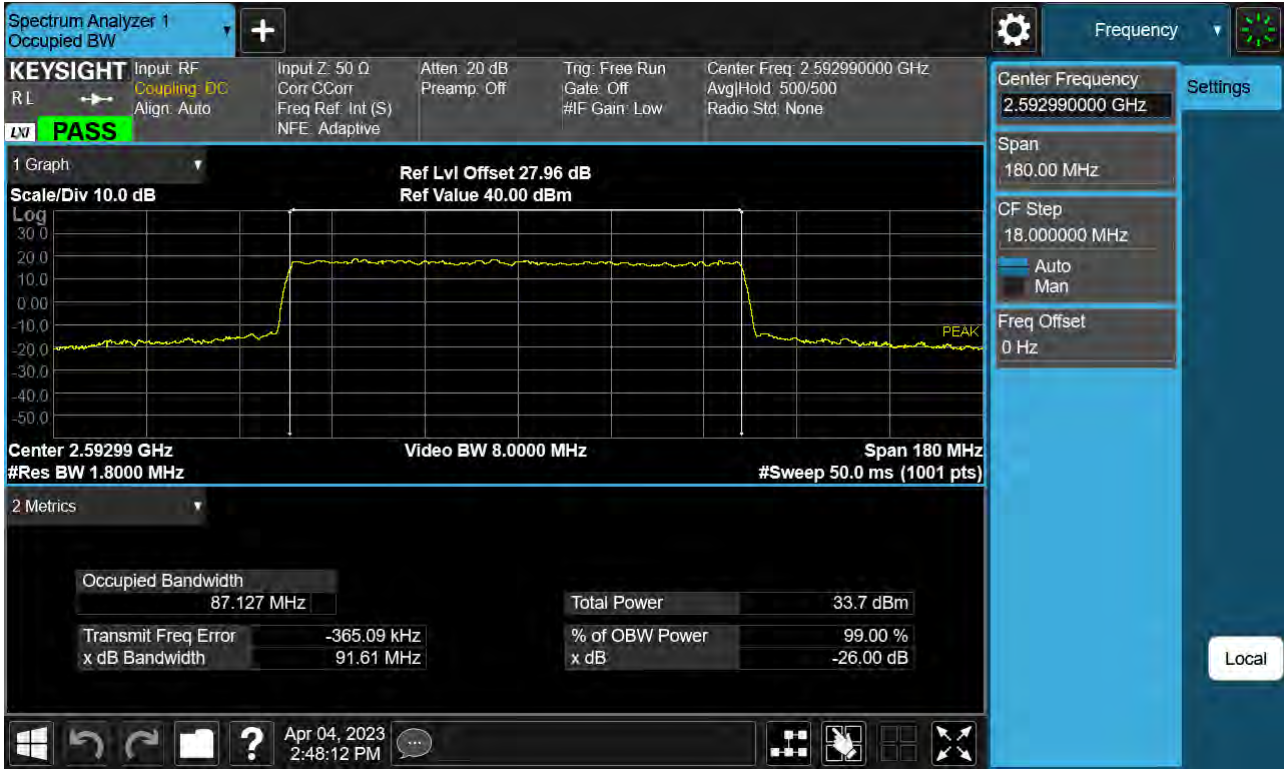 Spectrum Analyzer 1
Occupied BW
Frequency
KEYSIGHT
RL
LXI
PASS
Input: RF
Coupling: DC
Align: Auto
Input Z: 50 Ω
Corr CCorr
Freq Ref: Int (S)
NFE: Adaptive
Atten: 20 dB
Preamp: Off
Trig: Free Run
Gate: Off
#IF Gain: Low
Center Freq: 2.592990000 GHz
Avg|Hold: 500/500
Radio Std: None
1 Graph
Scale/Div 10.0 dB
Ref Lvl Offset 27.96 dB
Ref Value 40.00 dBm
Log
30.0
20.0
10.0
0.00
-10.0
-20.0
-30.0
-40.0
-50.0
PEAK
Center 2.59299 GHz
#Res BW 1.8000 MHz
Video BW 8.0000 MHz
Span 180 MHz
#Sweep 50.0 ms (1001 pts)
2 Metrics
Occupied Bandwidth
87.127 MHz
Transmit Freq Error -365.09 kHz
x dB Bandwidth 91.61 MHz
Total Power 33.7 dBm
% of OBW Power 99.00 %
x dB -26.00 dB
Center Frequency
2.592990000 GHz
Span
180.00 MHz
CF Step
18.000000 MHz
Auto
Man
Freq Offset
0 Hz
Settings
Local
?
Apr 04, 2023
2:48:12 PM